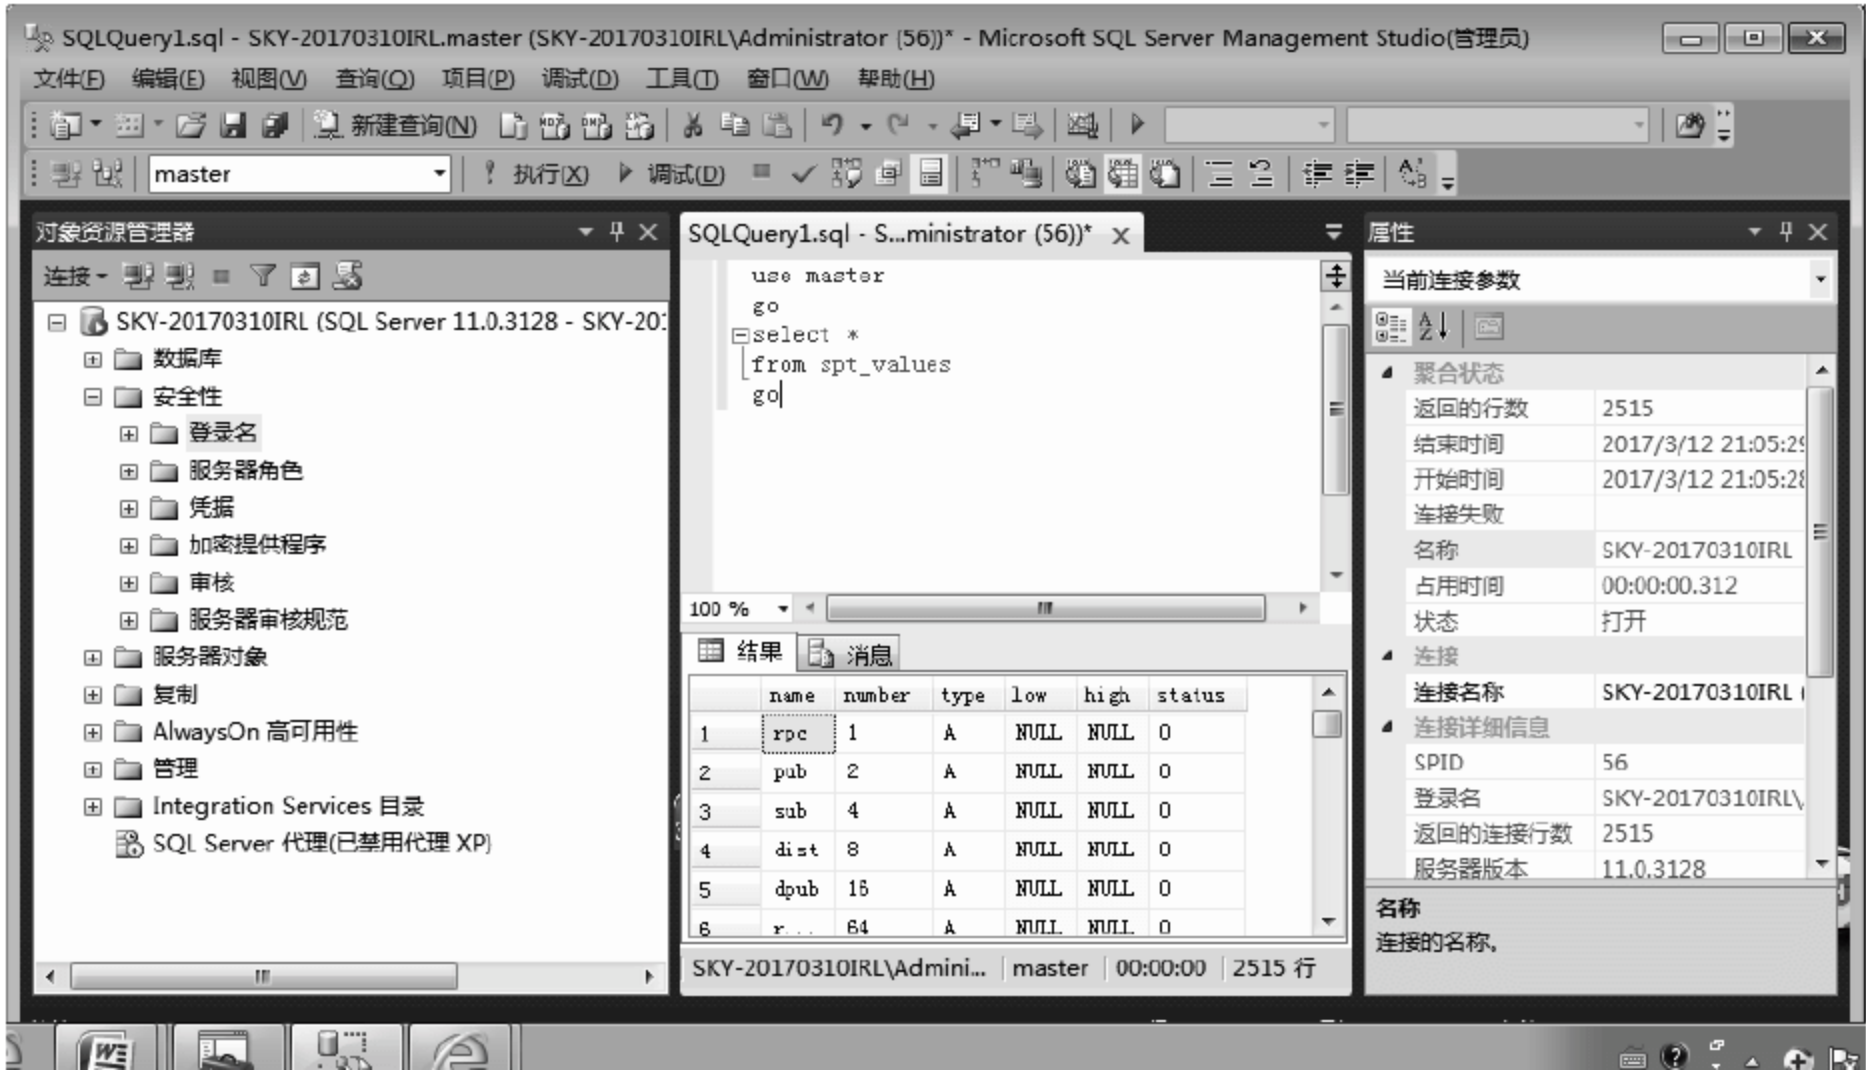 SQLQuery1.sql - SKY-20170310IRL.master (SKY-20170310IRL\Administrator (56))* - Microsoft SQL Server Management Studio(管理员)
文件(F) 编辑(E) 视图(V) 查询(Q) 项目(P) 调试(D) 工具(T) 窗口(W) 帮助(H)
新建查询(N)
master 执行(X) 调试(D)
对象资源管理器
连接
SKY-20170310IRL (SQL Server 11.0.3128 - SKY-201
数据库
安全性
登录名
服务器角色
凭据
加密提供程序
审核
服务器审核规范
服务器对象
复制
AlwaysOn 高可用性
管理
Integration Services 目录
SQL Server 代理(已禁用代理 XP)
SQLQuery1.sql - S...ministrator (56))*
use master
go
select *
from spt_values
go
100 %
结果 消息
name number type low high status
1 rpc 1 A NULL NULL 0
2 pub 2 A NULL NULL 0
3 sub 4 A NULL NULL 0
4 dist 8 A NULL NULL 0
5 dpub 16 A NULL NULL 0
6 r... 64 A NULL NULL 0
SKY-20170310IRL\Admini... master 00:00:00 2515 行
属性
当前连接参数
聚合状态
返回的行数 2515
结束时间 2017/3/12 21:05:29
开始时间 2017/3/12 21:05:28
连接失败
名称 SKY-20170310IRL
占用时间 00:00:00.312
状态 打开
连接
连接名称 SKY-20170310IRL (
连接详细信息
SPID 56
登录名 SKY-20170310IRL\
返回的连接行数 2515
服务器版本 11.0.3128
名称
连接的名称。